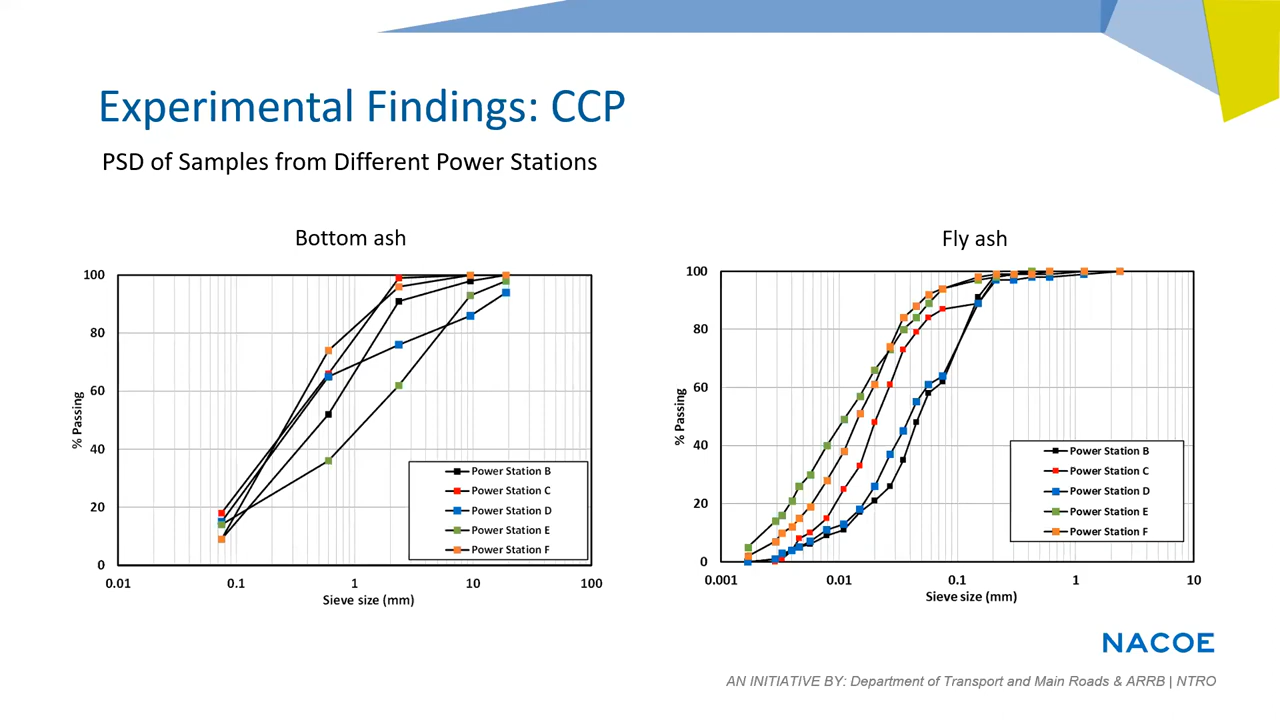 Experimental Findings: CCP
PSD of Samples from Different Power Stations
Bottom ash
100
80
60
40
20
0
% Passing
0.01
0.1
1
10
100
Sieve size (mm)
Power Station B
Power Station C
Power Station D
Power Station E
Power Station F
Fly ash
100
80
60
40
20
0
% Passing
0.001
0.01
0.1
1
10
Sieve size (mm)
Power Station B
Power Station C
Power Station D
Power Station E
Power Station F
NACOE
AN INITIATIVE BY: Department of Transport and Main Roads & ARRB | NTRO